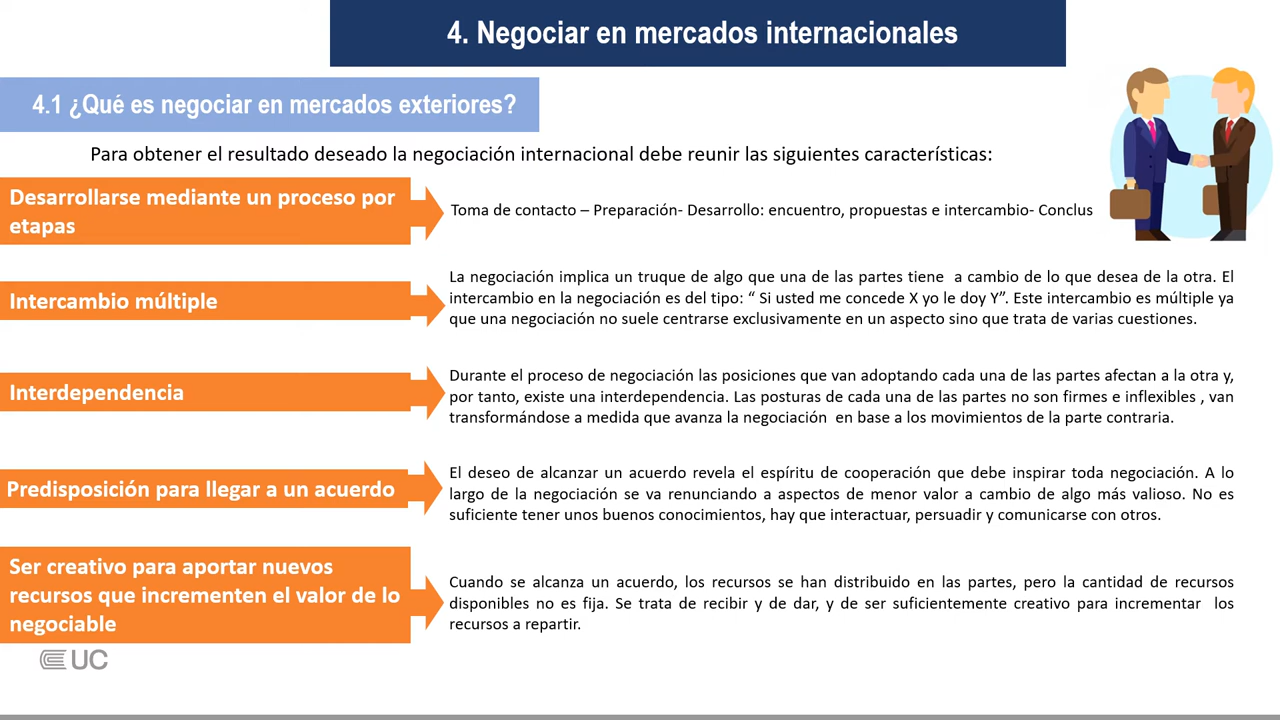 4. Negociar en mercados internacionales
4.1 ¿Qué es negociar en mercados exteriores?
Para obtener el resultado deseado la negociación internacional debe reunir las siguientes características:
Desarrollarse mediante un proceso por
etapas
Toma de contacto – Preparación- Desarrollo: encuentro, propuestas e intercambio- Conclus
Intercambio múltiple
La negociación implica un truque de algo que una de las partes tiene a cambio de lo que desea de la otra. El
intercambio en la negociación es del tipo: “ Si usted me concede X yo le doy Y”. Este intercambio es múltiple ya
que una negociación no suele centrarse exclusivamente en un aspecto sino que trata de varias cuestiones.
Interdependencia
Durante el proceso de negociación las posiciones que van adoptando cada una de las partes afectan a la otra y,
por tanto, existe una interdependencia. Las posturas de cada una de las partes no son firmes e inflexibles , van
transformándose a medida que avanza la negociación en base a los movimientos de la parte contraria.
Predisposición para llegar a un acuerdo
El deseo de alcanzar un acuerdo revela el espíritu de cooperación que debe inspirar toda negociación. A lo
largo de la negociación se va renunciando a aspectos de menor valor a cambio de algo más valioso. No es
suficiente tener unos buenos conocimientos, hay que interactuar, persuadir y comunicarse con otros.
Ser creativo para aportar nuevos
recursos que incrementen el valor de lo
negociable
Cuando se alcanza un acuerdo, los recursos se han distribuido en las partes, pero la cantidad de recursos
disponibles no es fija. Se trata de recibir y de dar, y de ser suficientemente creativo para incrementar los
recursos a repartir.
UC